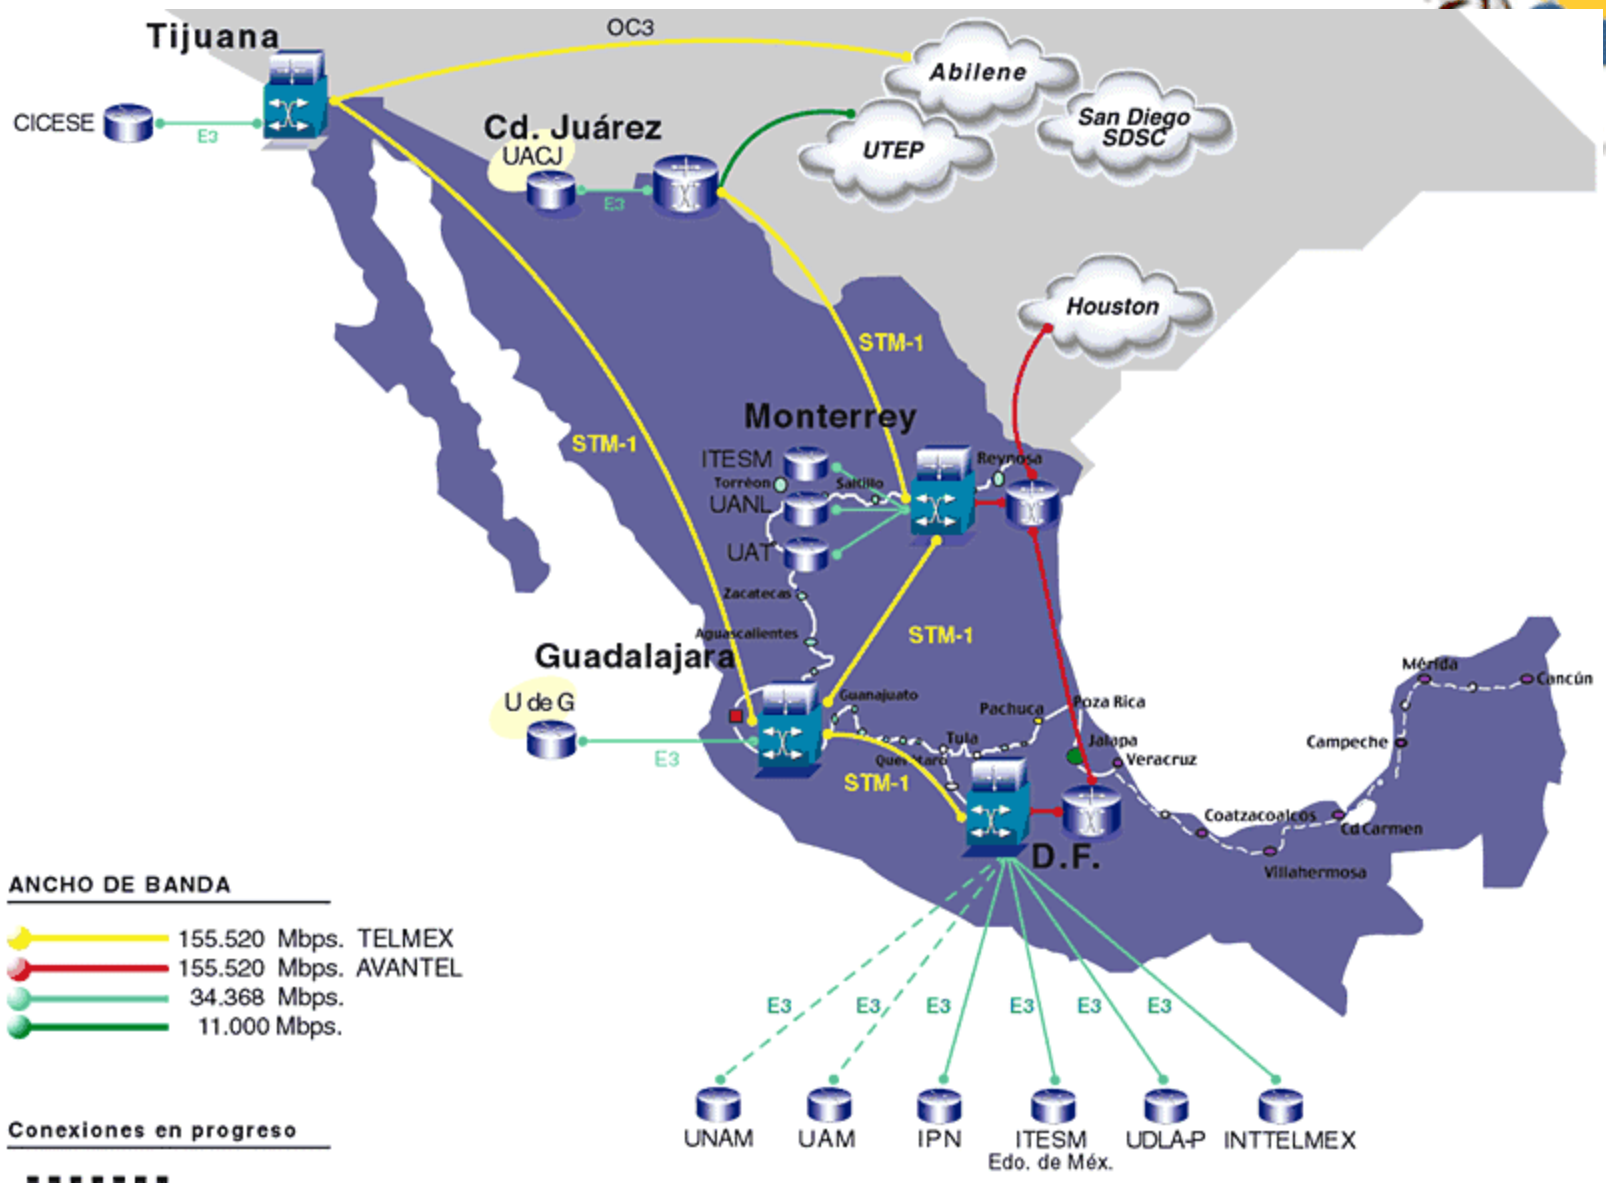 Tijuana
OC3
Abilene
CICESE
E3
Cd. Juárez
UACJ
E3
UTEP
San Diego
SDSC
Houston
STM-1
STM-1
Monterrey
ITESM
Torréon
Saltillo
Reynosa
UANL
UAT
Zacatecas
Aguascalientes
STM-1
Guadalajara
U de G
E3
Guanajuato
Pachuca
Poza Rica
Tula
Querétaro
Jalapa
Veracruz
STM-1
Mérida
Cancún
Campeche
Coatzacoalcos
Cd Carmen
Villahermosa
D.F.
ANCHO DE BANDA
155.520 Mbps. TELMEX
155.520 Mbps. AVANTEL
34.368 Mbps.
11.000 Mbps.
E3 E3 E3 E3 E3 E3
UNAM UAM IPN ITESM UDLA-P INTTELMEX
Edo. de Méx.
Conexiones en progreso